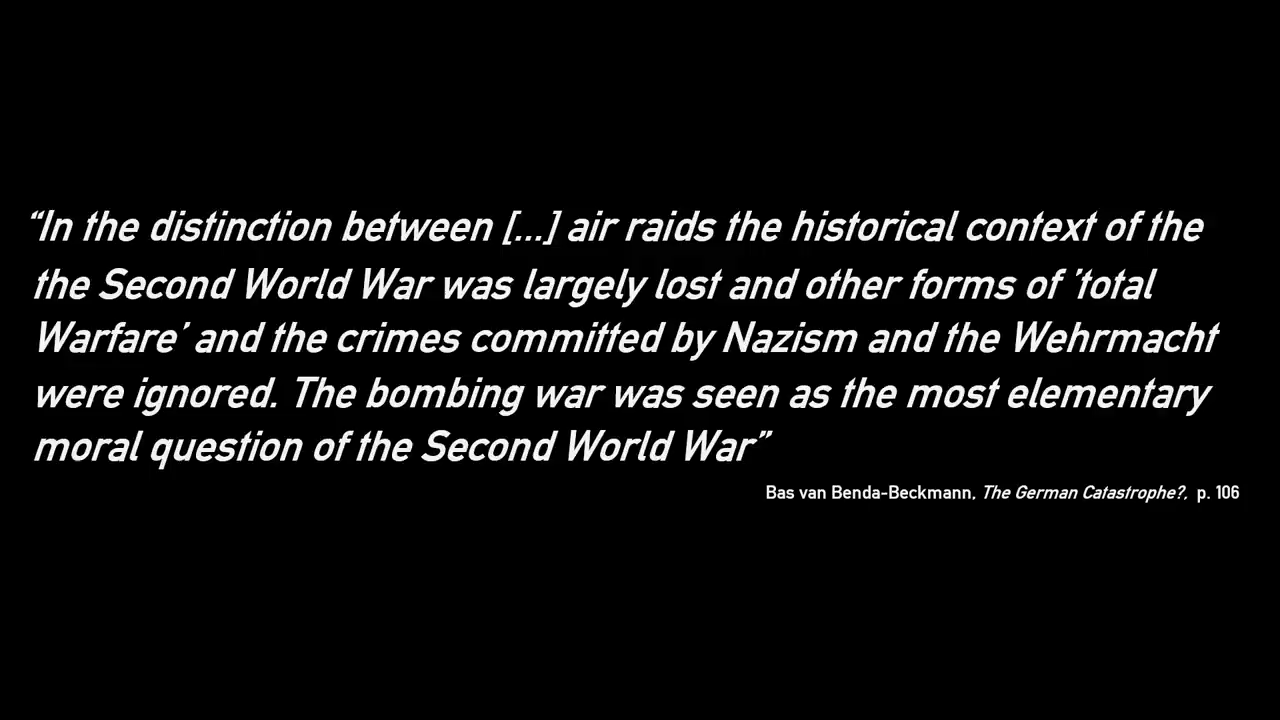 “In the distinction between [...] air raids the historical context of the
the Second World War was largely lost and other forms of 'total
Warfare' and the crimes committed by Nazism and the Wehrmacht
were ignored. The bombing war was seen as the most elementary
moral question of the Second World War”
Bas van Benda-Beckmann, The German Catastrophe?, p. 106